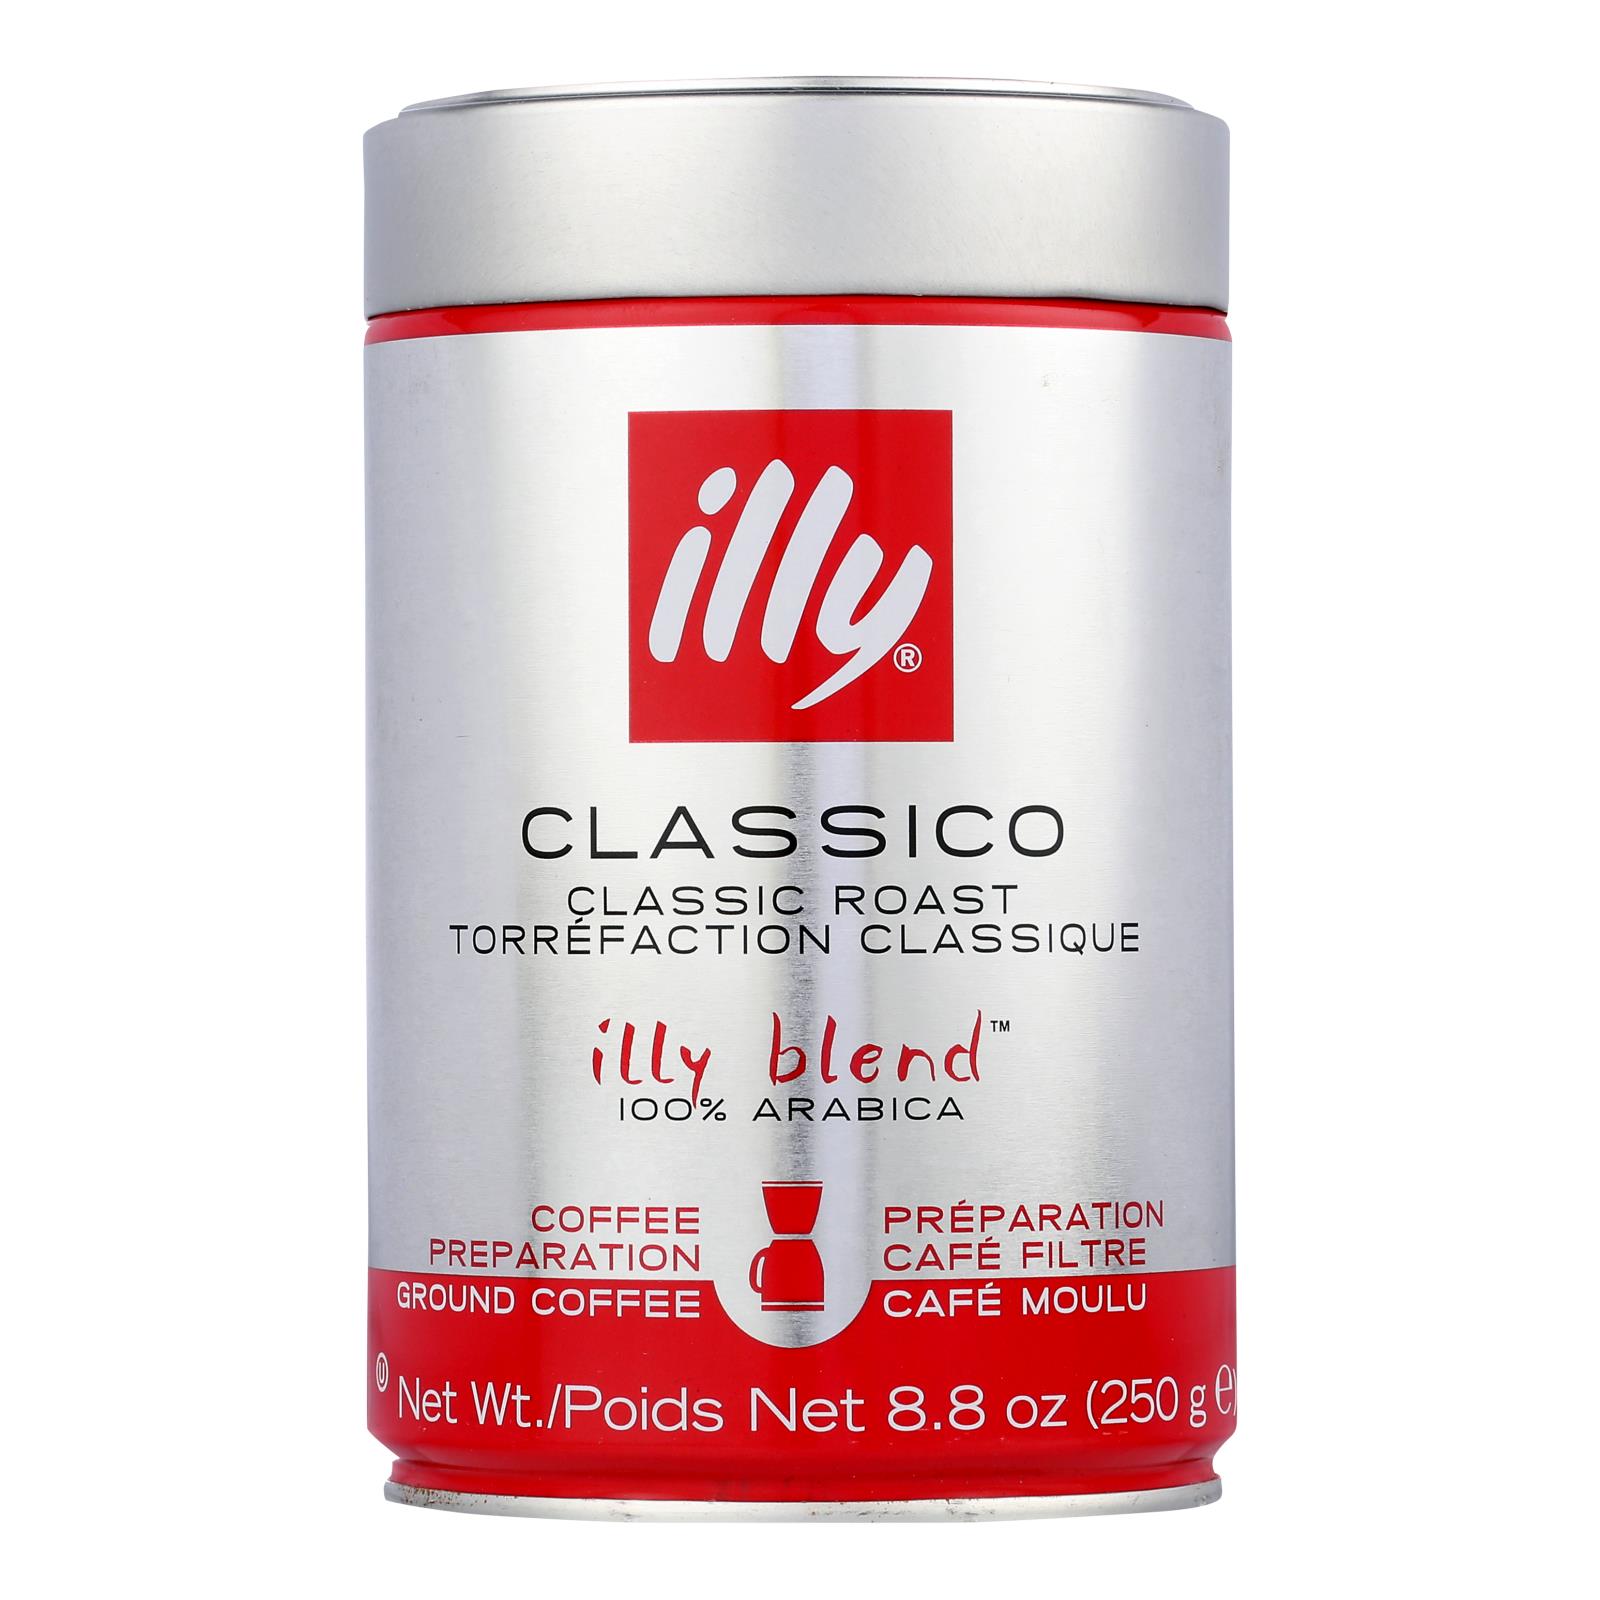 illy®
CLASSICO
CLASSIC ROAST
TORRÉFACTION CLASSIQUE
illy blend™
100% ARABICA
COFFEE
PREPARATION
GROUND COFFEE
PRÉPARATION
CAFÉ FILTRE
CAFÉ MOULU
Ⓤ Net Wt./Poids Net 8.8 oz (250 g ℮)